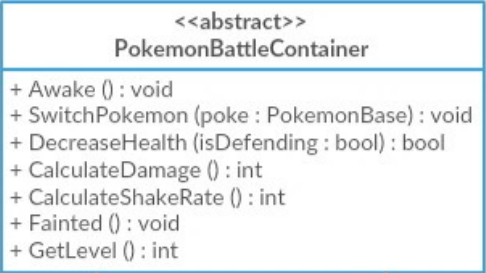 <<abstract>>
PokemonBattleContainer
+ Awake () : void
+ SwitchPokemon (poke : PokemonBase) : void
+ DecreaseHealth (isDefending : bool) : bool
+ CalculateDamage () : int
+ CalculateShakeRate () : int
+ Fainted () : void
+ GetLevel () : int